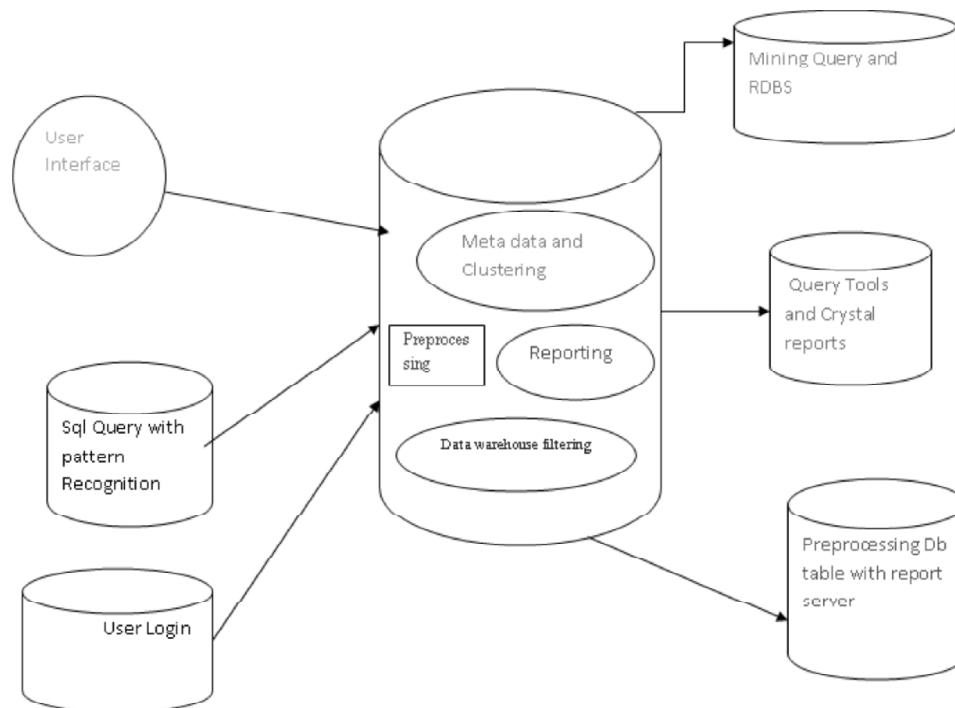 User
Interface
Sql Query with
pattern
Recognition
User Login
Meta data and
Clustering
Preproces
sing
Reporting
Data warehouse filtering
Mining Query and
RDBS
Query Tools
and Crystal
reports
Preprocessing Db
table with report
server